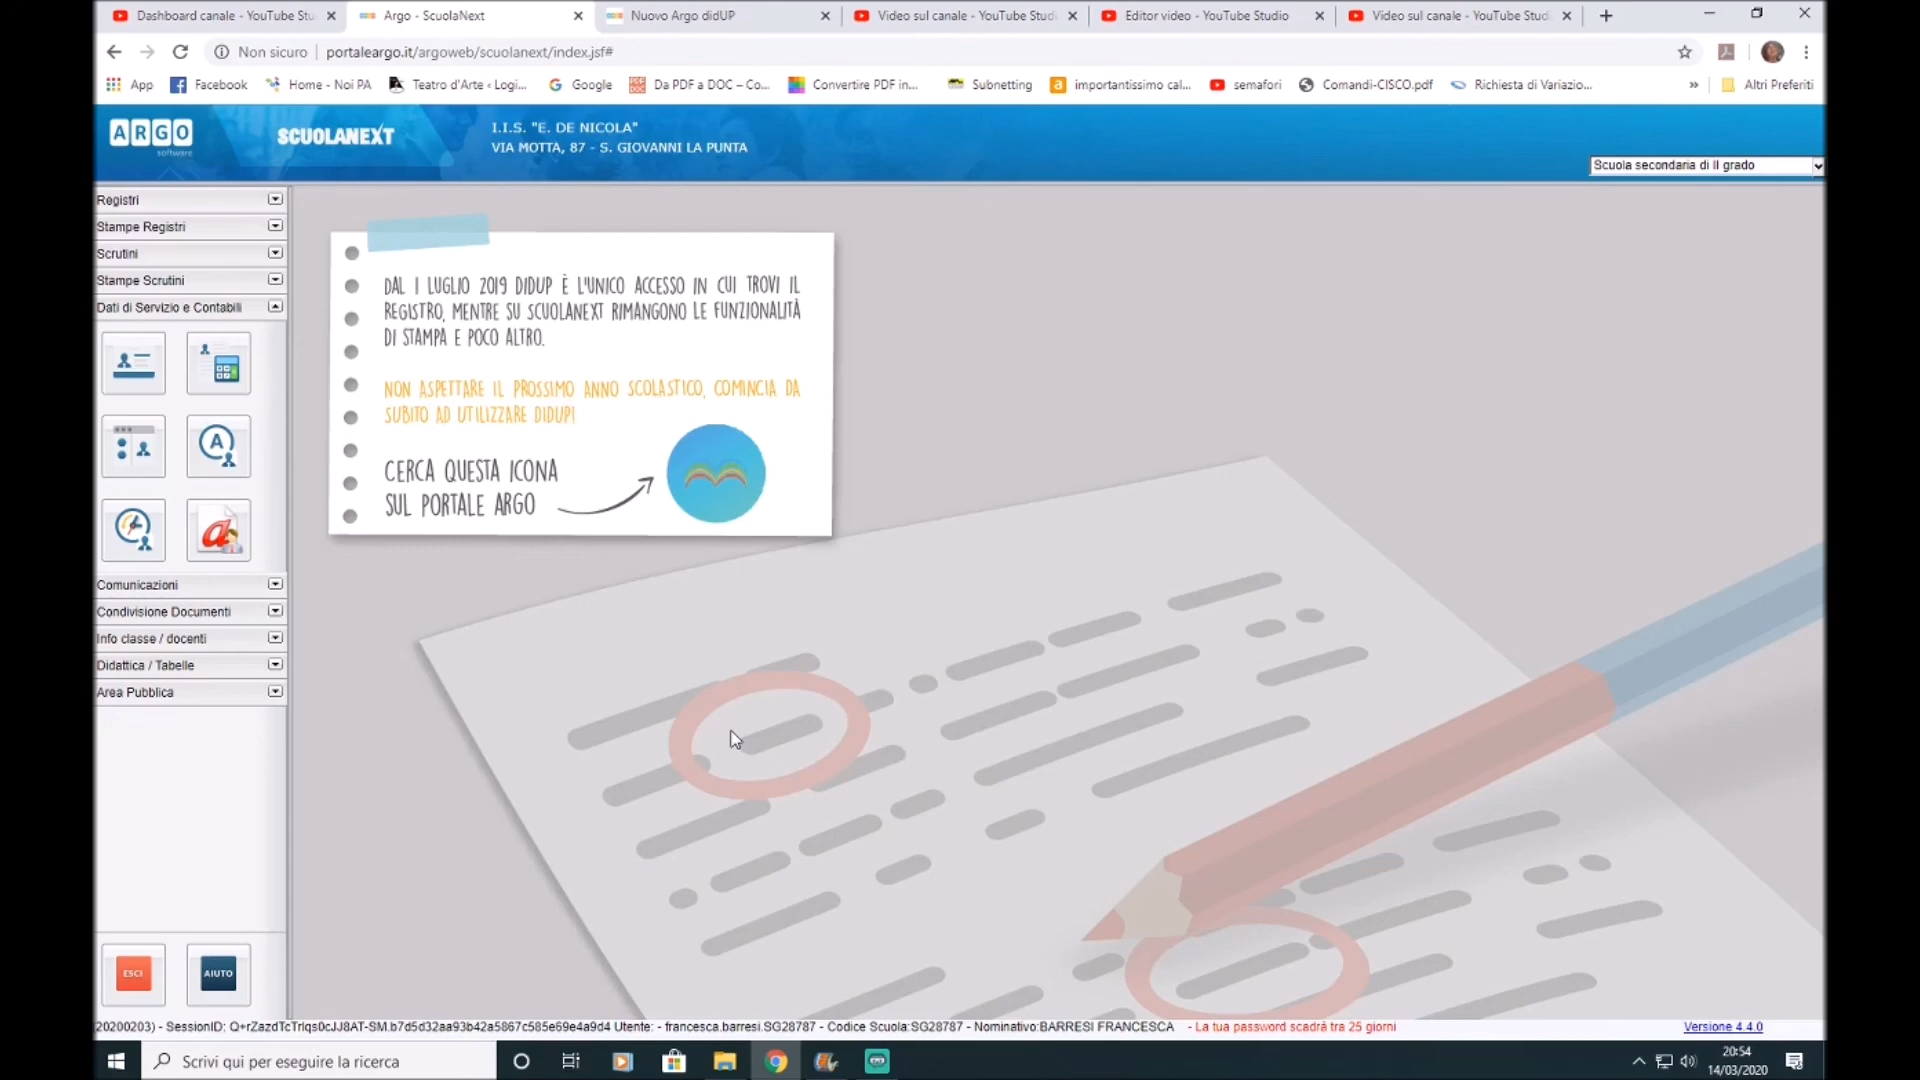 Dashboard canale - YouTube Stu
Argo - ScuolaNext
Nuovo Argo didUP
Video sul canale - YouTube Studi
Editor video - YouTube Studio
Video sul canale - YouTube Studi
Non sicuro
portaleargo.it/argoweb/scuolanext/index.jsf#
App
Facebook
Home - Noi PA
Teatro d'Arte ‹ Logi...
Google
Da PDF a DOC – Co...
Convertire PDF in...
Subnetting
importantissimo cal...
semafori
Comandi-CISCO.pdf
Richiesta di Variazio...
»
Altri Preferiti
ARGO
software
SCUOLANEXT
I.I.S. "E. DE NICOLA"
VIA MOTTA, 87 - S. GIOVANNI LA PUNTA
Scuola secondaria di II grado
Registri
Stampe Registri
Scrutini
Stampe Scrutini
Dati di Servizio e Contabili
A
a
Comunicazioni
Condivisione Documenti
Info classe / docenti
Didattica / Tabelle
Area Pubblica
ESCI
AIUTO
DAL 1 LUGLIO 2019 DIDUP È L'UNICO ACCESSO IN CUI TROVI IL
REGISTRO, MENTRE SU SCUOLANEXT RIMANGONO LE FUNZIONALITÀ
DI STAMPA E POCO ALTRO.
NON ASPETTARE IL PROSSIMO ANNO SCOLASTICO, COMINCIA DA
SUBITO AD UTILIZZARE DIDUP!
CERCA QUESTA ICONA
SUL PORTALE ARGO
20200203) - SessionID: Q+rZazdTcTrIqs0cJJ8AT-SM.b7d5d32aa93b42a5867c585e69e4a9d4 Utente: - francesca.barresi.SG28787 - Codice Scuola:SG28787 - Nominativo:BARRESI FRANCESCA - La tua password scadrà tra 25 giorni
Versione 4.4.0
Scrivi qui per eseguire la ricerca
20:54
14/03/2020